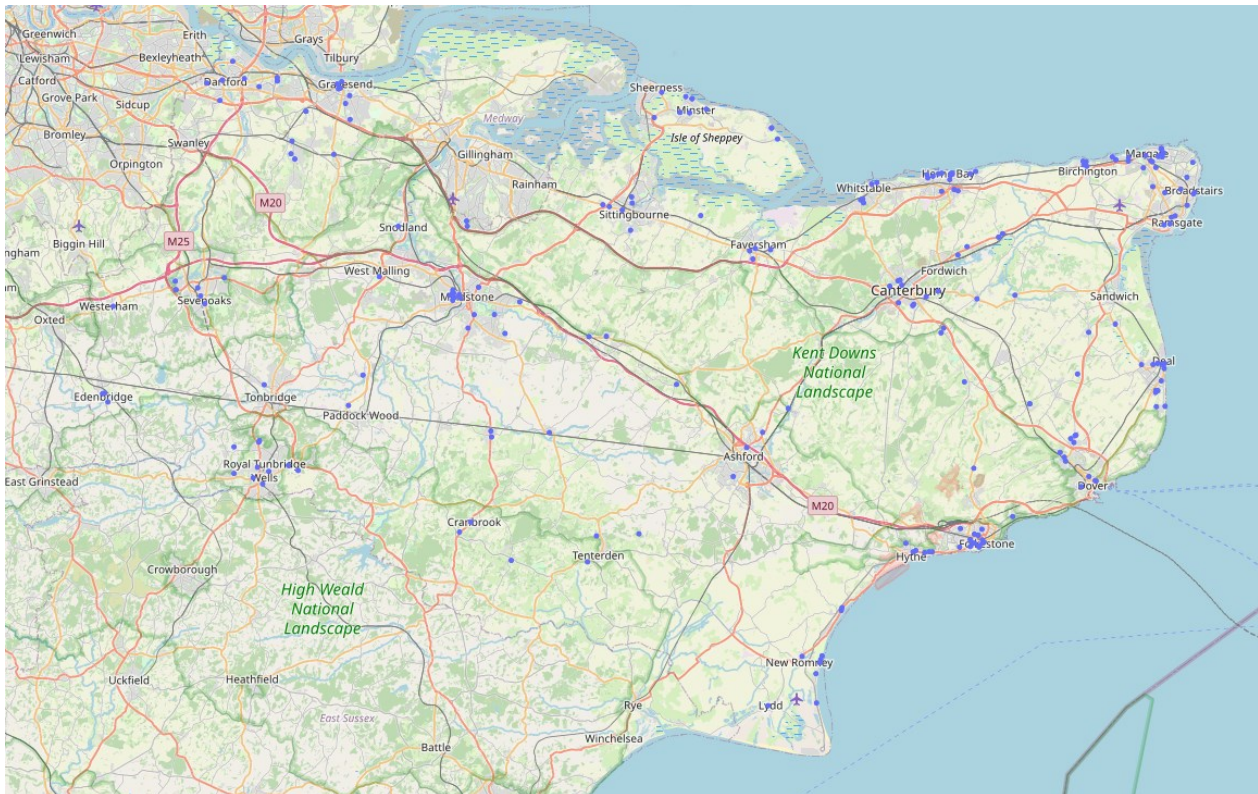 Greenwich
Erith
Grays
Lewisham
Bexleyheath
Tilbury
Catford
Dartford
Gravesend
Sheerness
Grove Park
Sidcup
Minster
Medway
Bromley
Swanley
Isle of Sheppey
Gillingham
Margate
Orpington
Birchington
Herne Bay
Rainham
Whitstable
Broadstairs
M20
Sittingbourne
Ramsgate
Snodland
M25
Biggin Hill
Faversham
ngham
West Malling
Fordwich
Canterbury
Maidstone
Sandwich
Sevenoaks
Westerham
Oxted
Kent Downs
National
Landscape
Deal
Edenbridge
Tonbridge
Paddock Wood
Ashford
Royal Tunbridge
Wells
East Grinstead
Dover
M20
Cranbrook
Folkestone
Tenterden
Hythe
Crowborough
High Weald
National
Landscape
New Romney
Uckfield
Heathfield
Rye
Lydd
East Sussex
Winchelsea
Battle